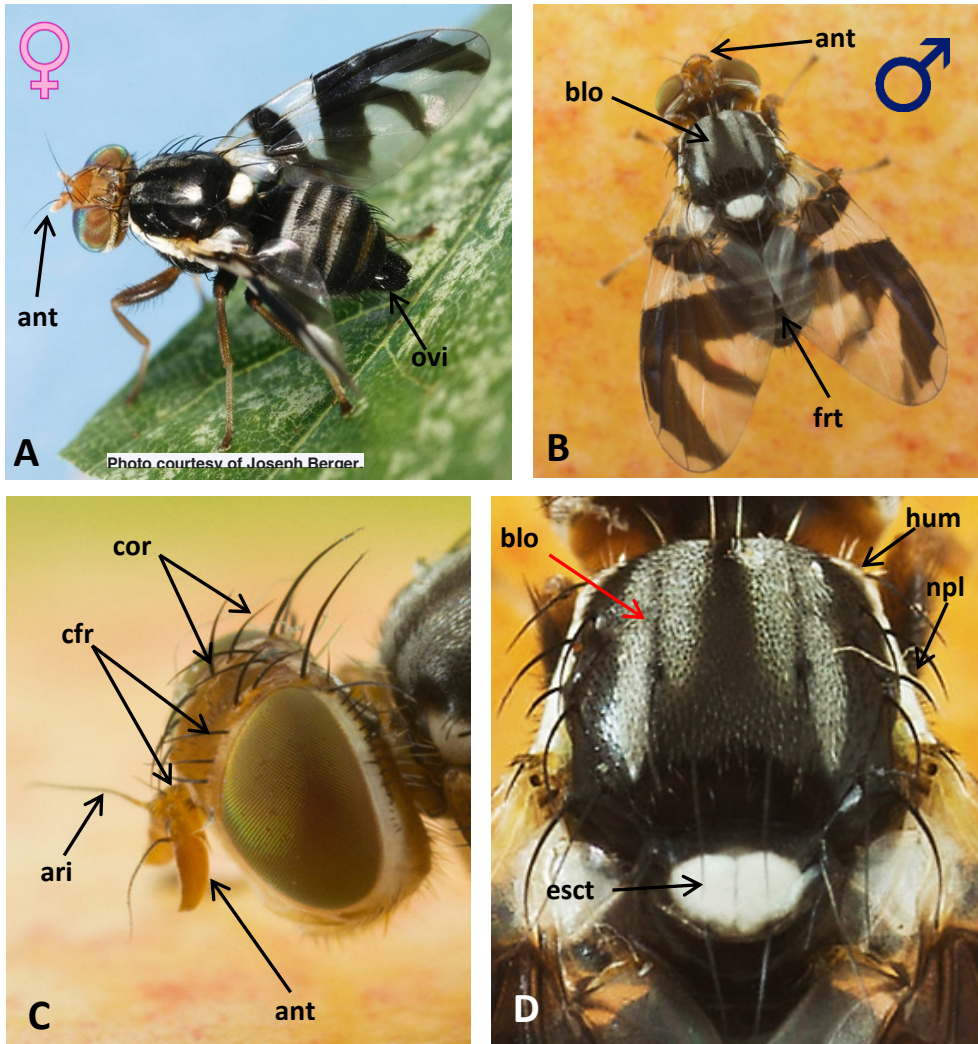 ant
ovi
A
Photo courtesy of Joseph Berger.
ant
blo
frt
B
cor
cfr
ari
ant
C
blo
hum
npl
esct
D